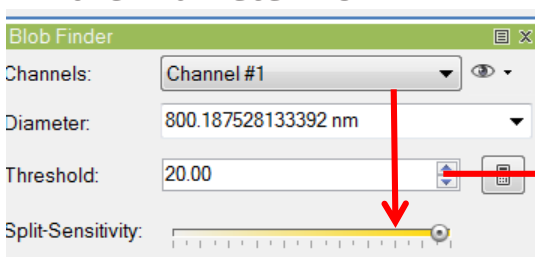 Blob Finder
Channels: Channel #1
Diameter: 800.187528133392 nm
Threshold: 20.00
Split-Sensitivity: